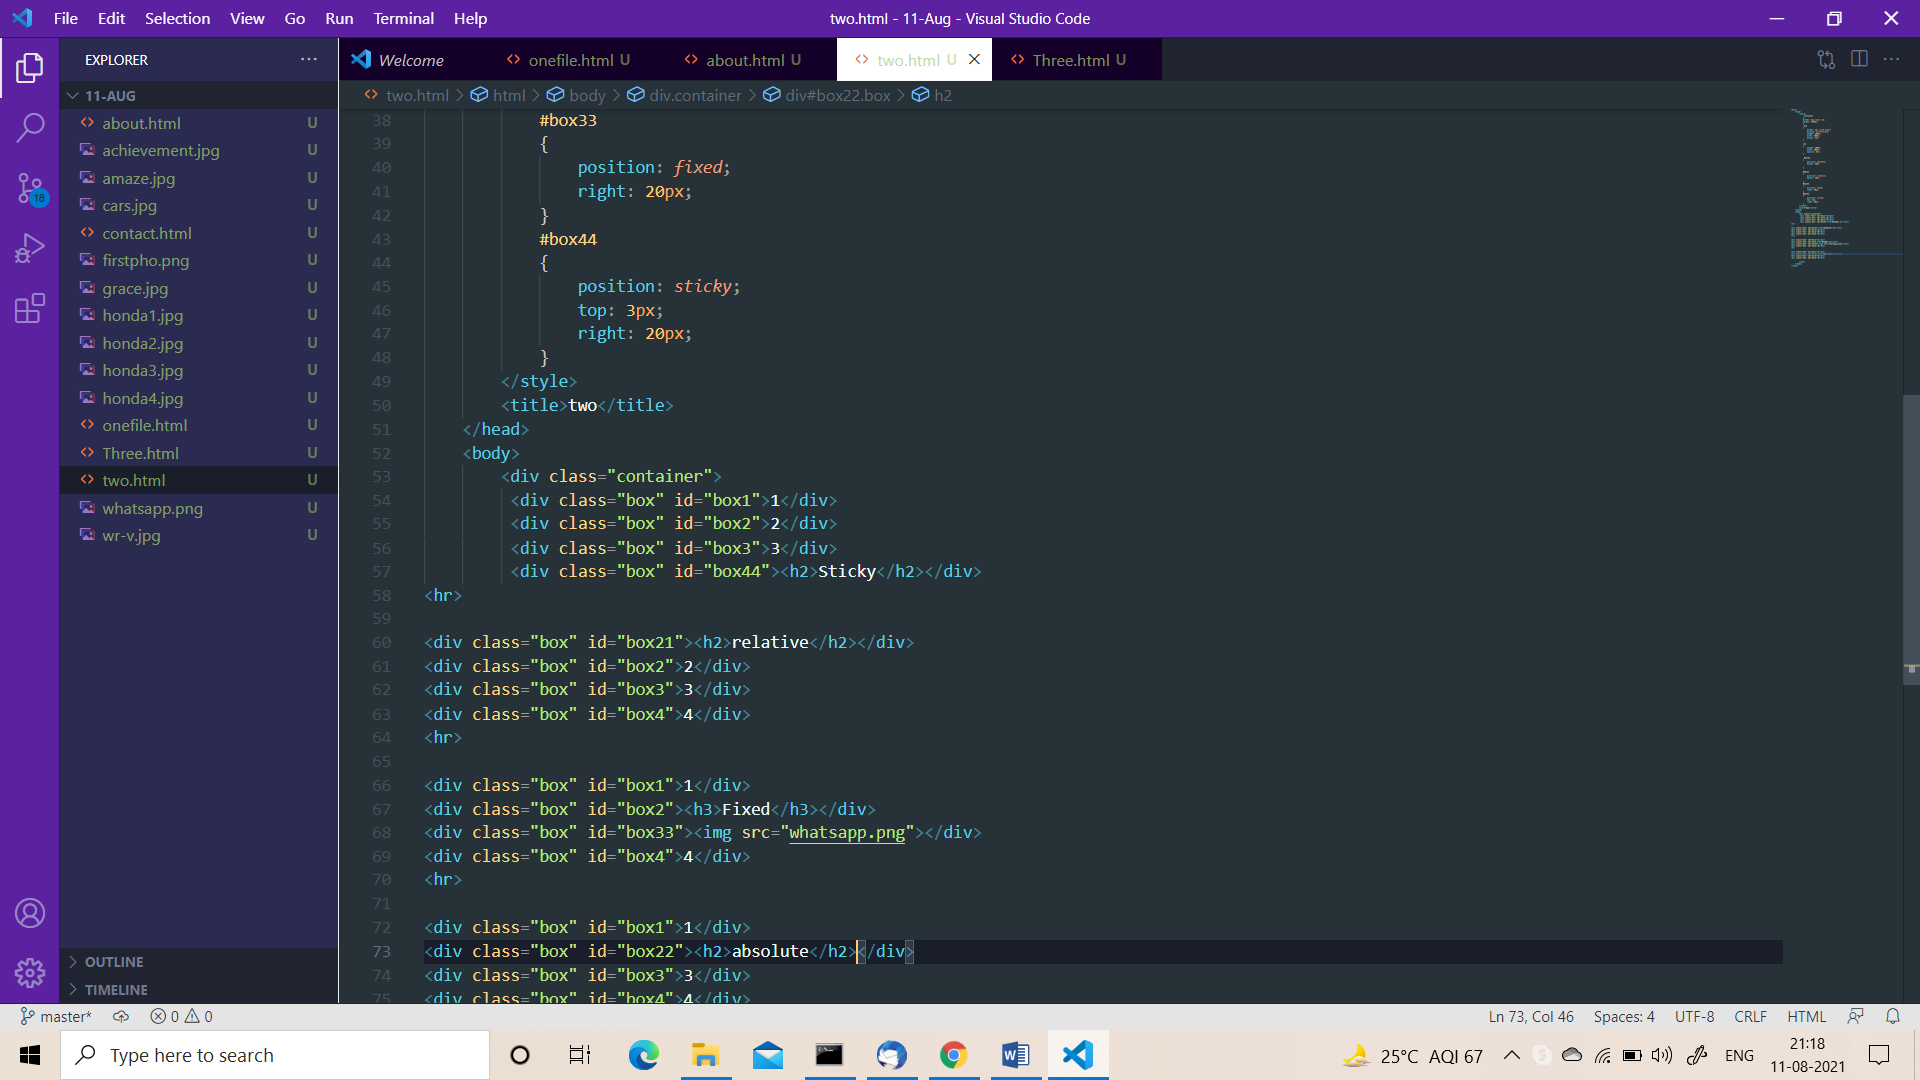 File Edit Selection View Go Run Terminal Help
two.html - 11-Aug - Visual Studio Code
EXPLORER
Welcome
onefile.html U
about.html U
two.html U
Three.html U
two.html > html > body > div.container > div#box22.box > h2
11-AUG
about.html U
achievement.jpg U
amaze.jpg U
cars.jpg U
contact.html U
firstpho.png U
grace.jpg U
honda1.jpg U
honda2.jpg U
honda3.jpg U
honda4.jpg U
onefile.html U
Three.html U
two.html U
whatsapp.png U
wr-v.jpg U
OUTLINE
TIMELINE
18
38 #box33
39 {
40 position: fixed;
41 right: 20px;
42 }
43 #box44
44 {
45 position: sticky;
46 top: 3px;
47 right: 20px;
48 }
49 </style>
50 <title>two</title>
51 </head>
52 <body>
53 <div class="container">
54 <div class="box" id="box1">1</div>
55 <div class="box" id="box2">2</div>
56 <div class="box" id="box3">3</div>
57 <div class="box" id="box44"><h2>Sticky</h2></div>
58 <hr>
59
60 <div class="box" id="box21"><h2>relative</h2></div>
61 <div class="box" id="box2">2</div>
62 <div class="box" id="box3">3</div>
63 <div class="box" id="box4">4</div>
64 <hr>
65
66 <div class="box" id="box1">1</div>
67 <div class="box" id="box2"><h3>Fixed</h3></div>
68 <div class="box" id="box33"><img src="whatsapp.png"></div>
69 <div class="box" id="box4">4</div>
70 <hr>
71
72 <div class="box" id="box1">1</div>
73 <div class="box" id="box22"><h2>absolute</h2></div>
74 <div class="box" id="box3">3</div>
75 <div class="box" id="box4">4</div>
master* 0 0
Ln 73, Col 46 Spaces: 4 UTF-8 CRLF HTML
Type here to search
25°C AQI 67
ENG
21:18
11-08-2021